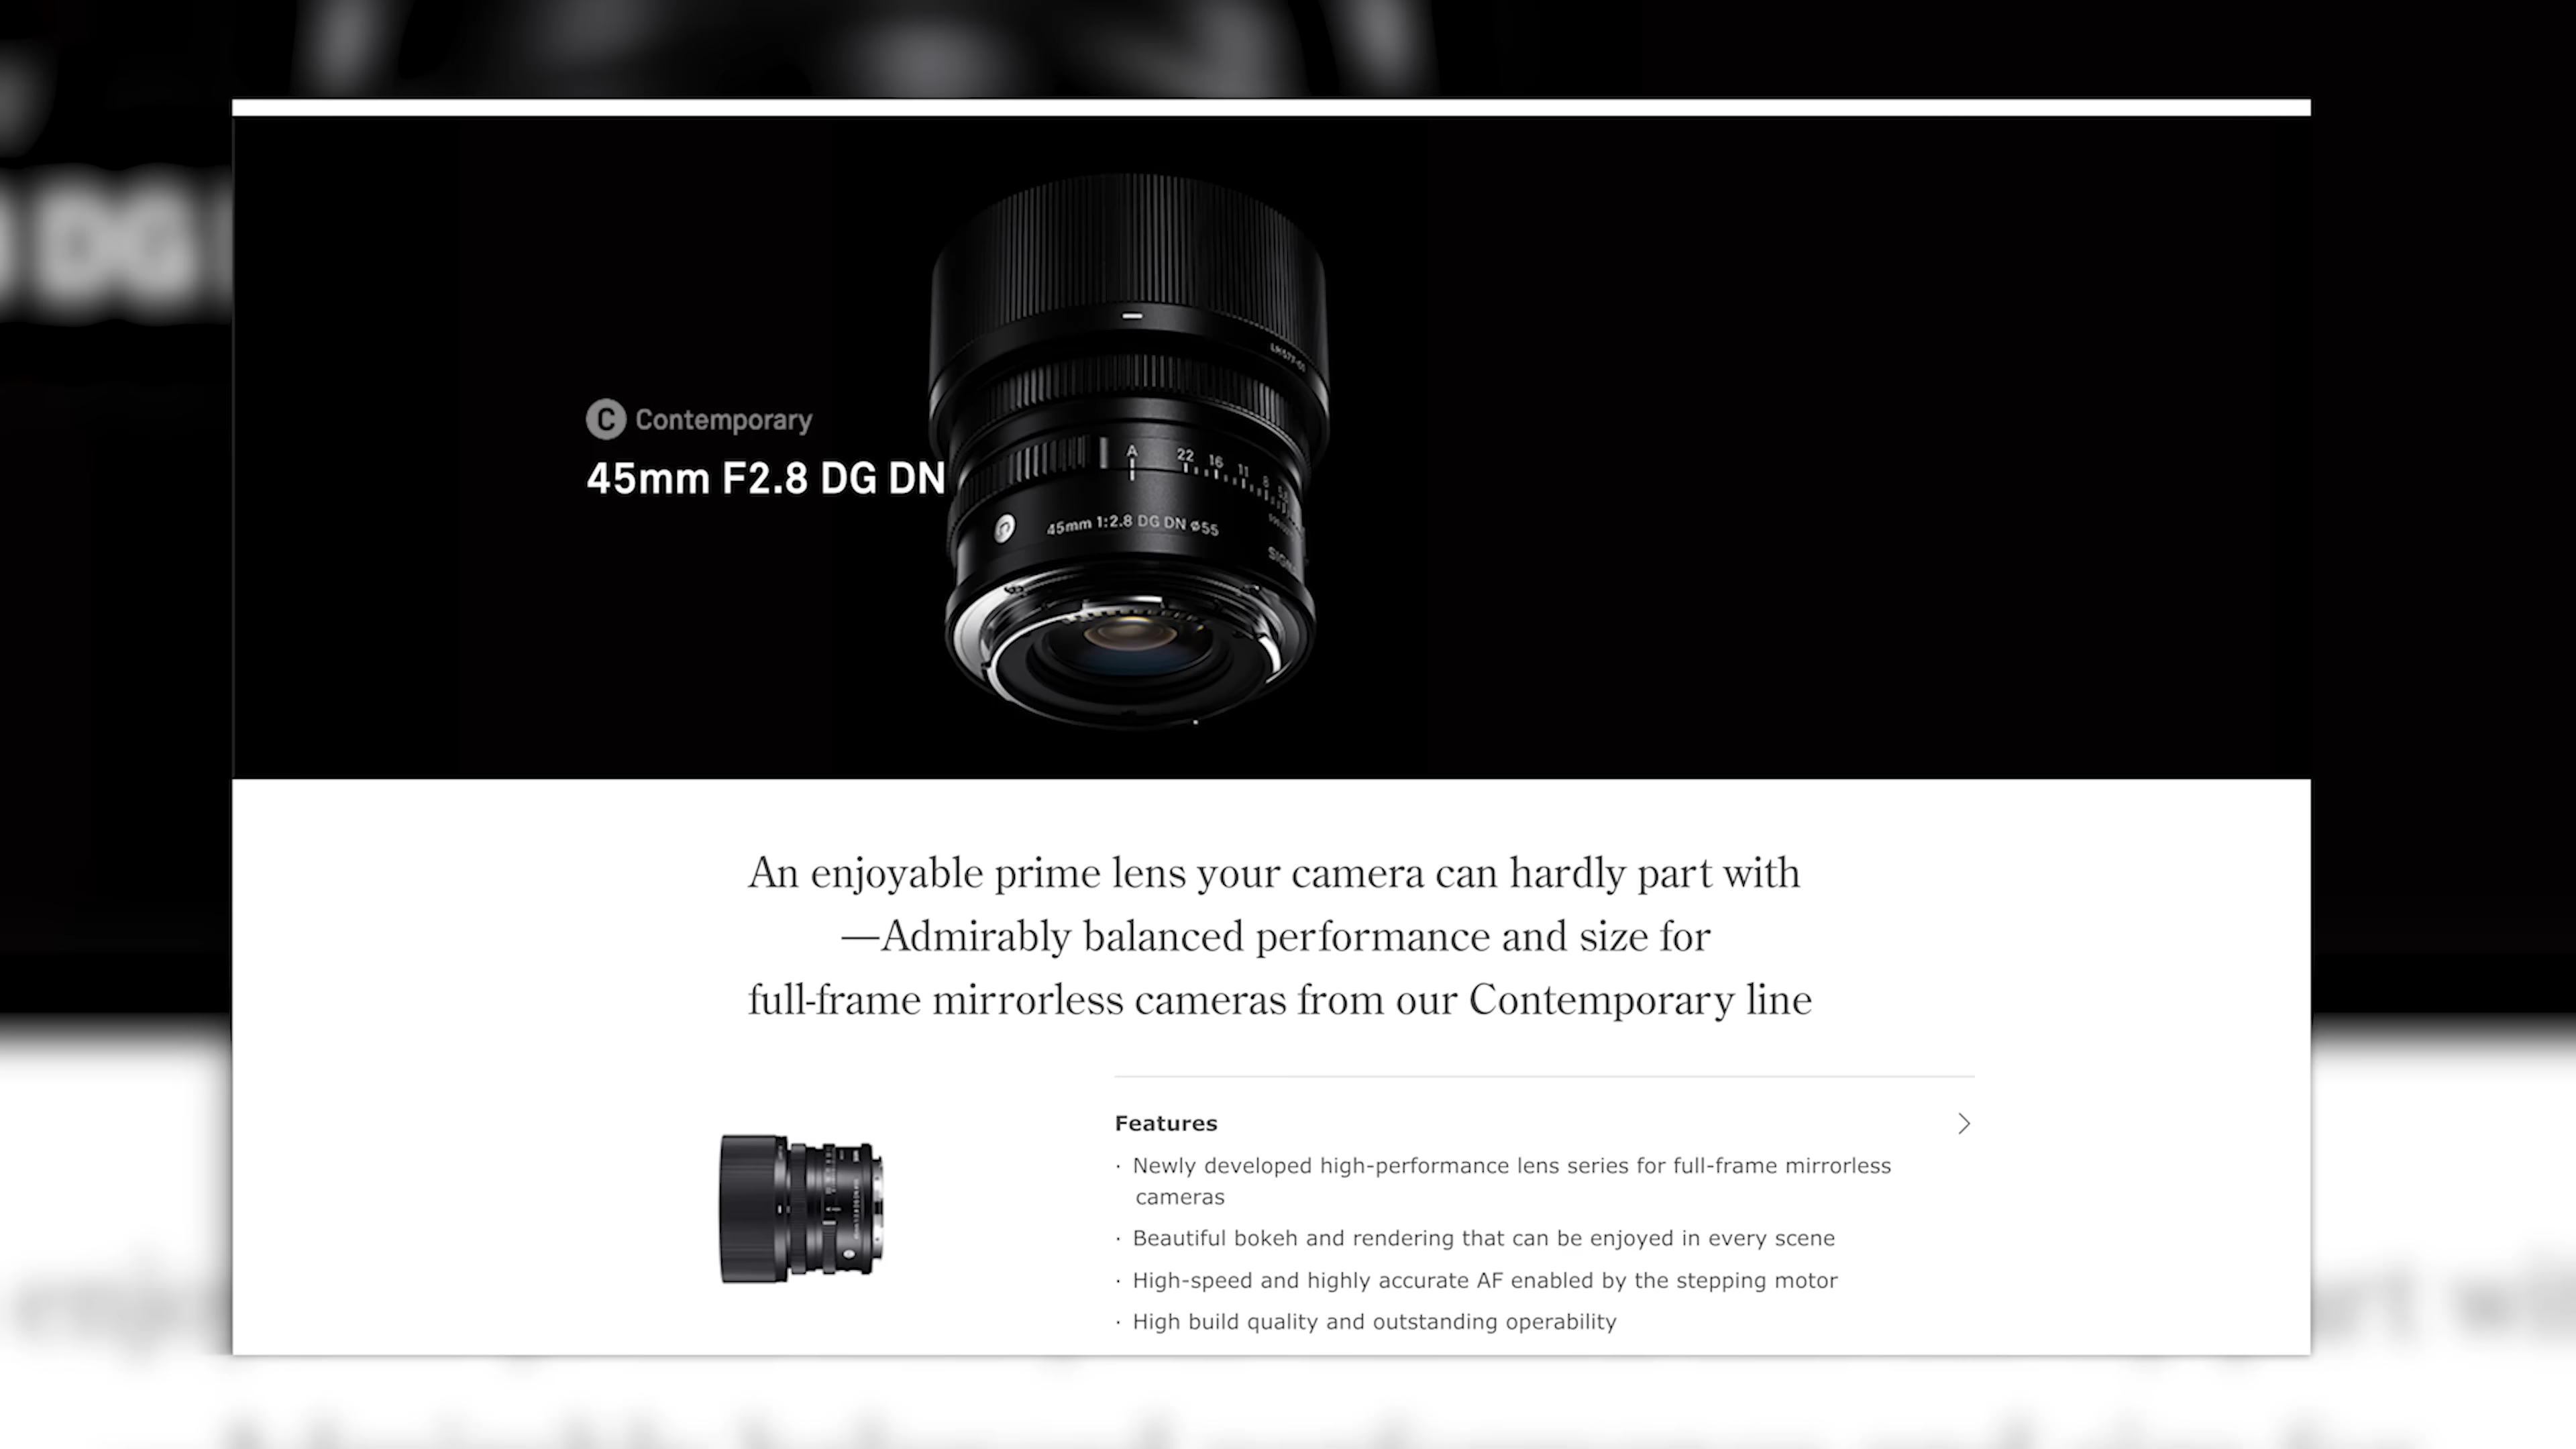 DG
C Contemporary
45mm F2.8 DG DN
A 22 16 11 8 5.6
45mm 1:2.8 DG DN ø55
SIGMA
An enjoyable prime lens your camera can hardly part with
—Admirably balanced performance and size for
full-frame mirrorless cameras from our Contemporary line
Features
· Newly developed high-performance lens series for full-frame mirrorless
cameras
· Beautiful bokeh and rendering that can be enjoyed in every scene
· High-speed and highly accurate AF enabled by the stepping motor
· High build quality and outstanding operability